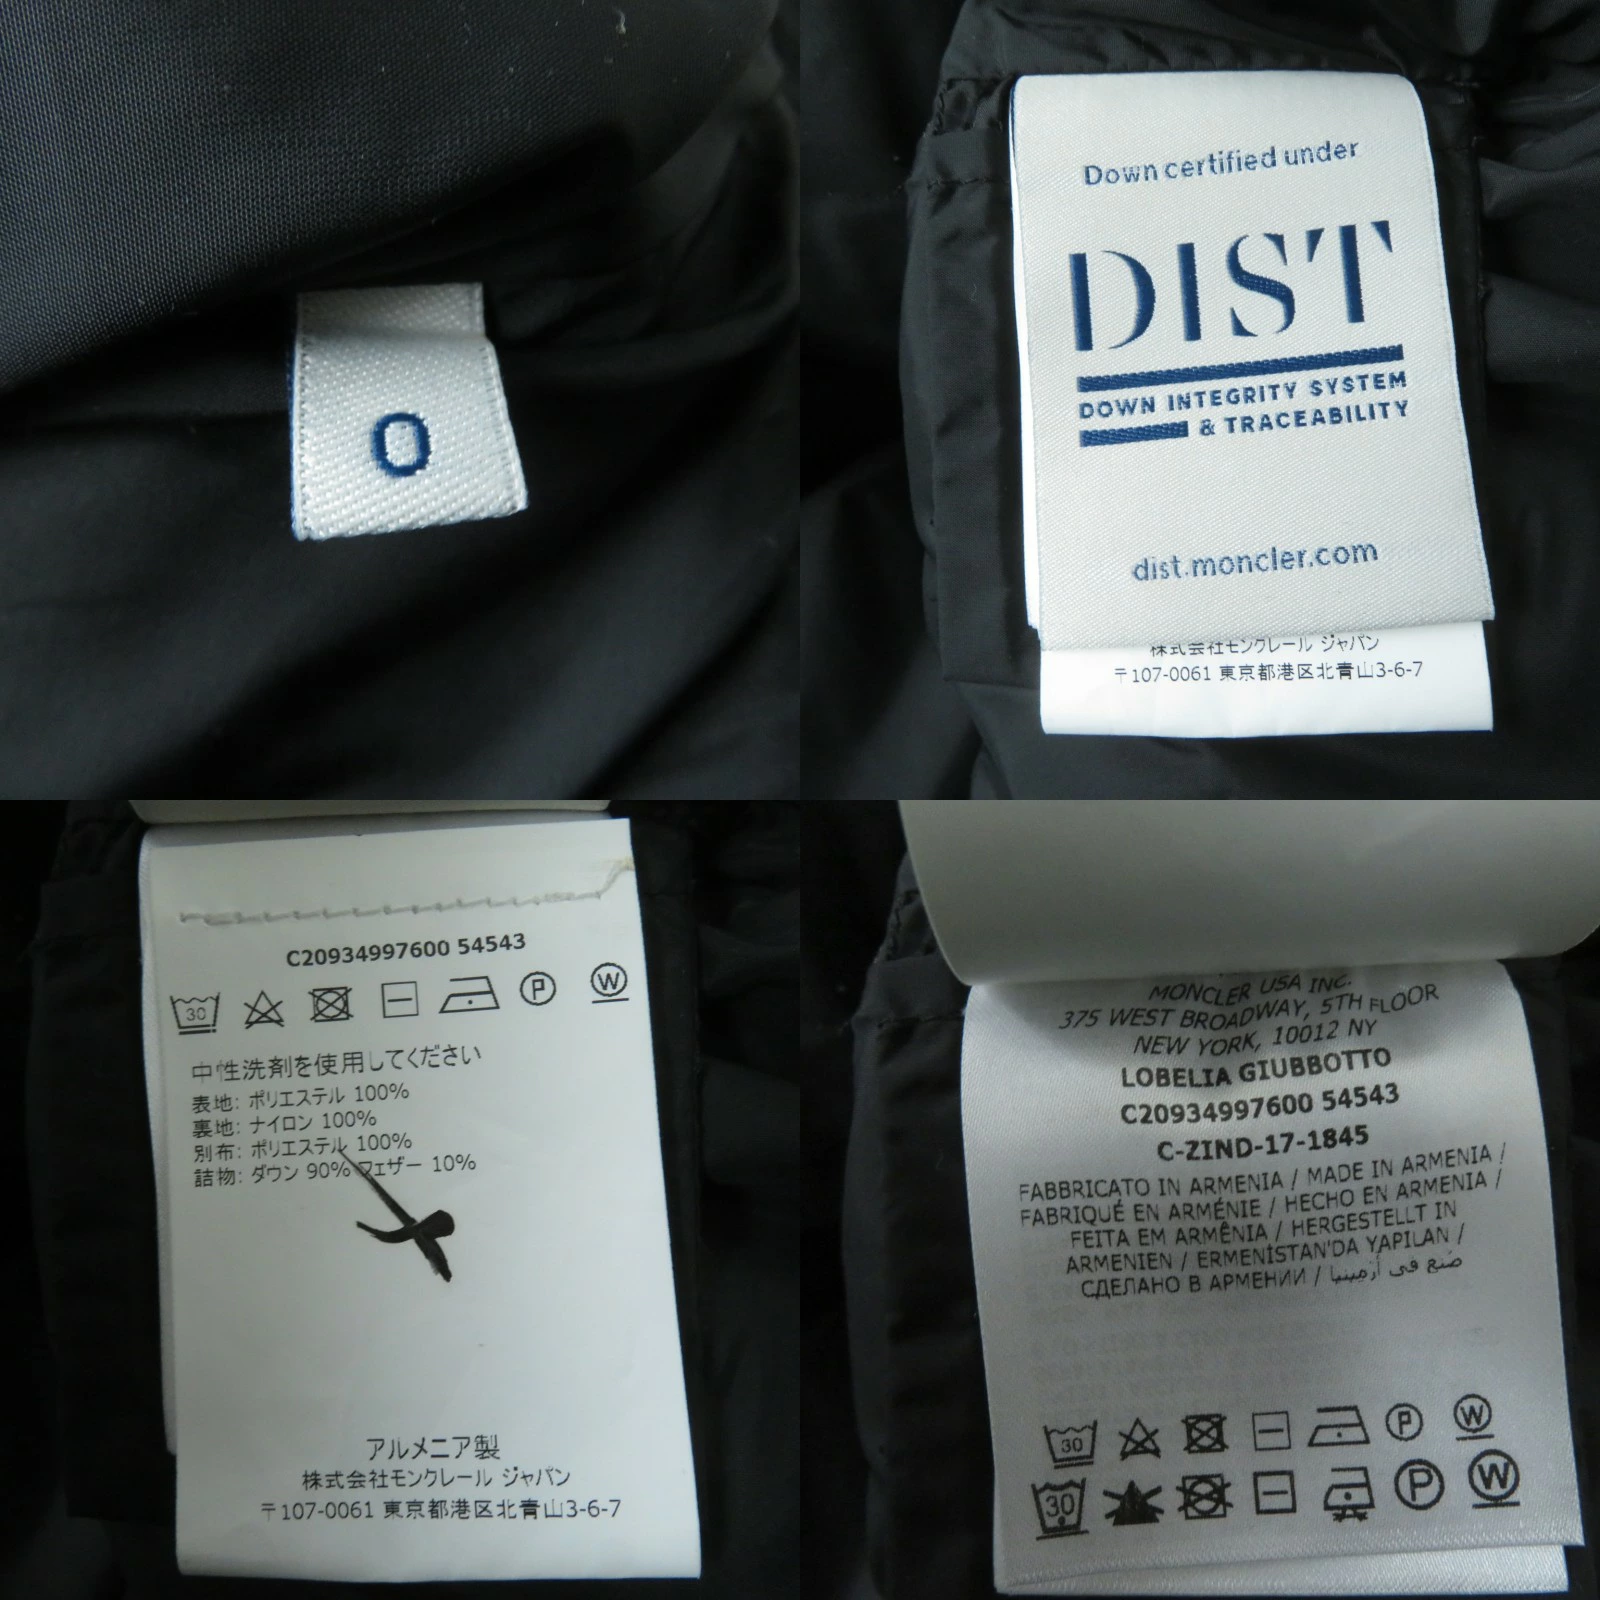 0
Down certified under
DIST
DOWN INTEGRITY SYSTEM
& TRACEABILITY
dist.moncler.com
株式会社モンクレール ジャパン
〒107-0061 東京都港区北青山3-6-7
C20934997600 54543
30
P
W
中性洗剤を使用してください
表地: ポリエステル 100%
裏地: ナイロン 100%
別布: ポリエステル 100%
詰物: ダウン 90% フェザー 10%
アルメニア製
株式会社モンクレール ジャパン
〒107-0061 東京都港区北青山3-6-7
MONCLER USA INC.
375 WEST BROADWAY, 5TH FLOOR
NEW YORK, 10012 NY
LOBELIA GIUBBOTTO
C20934997600 54543
C-ZIND-17-1845
FABBRICATO IN ARMENIA / MADE IN ARMENIA /
FABRIQUÉ EN ARMÉNIE / HECHO EN ARMENIA /
FEITA EM ARMÊNIA / HERGESTELLT IN
ARMENIEN / ERMENİSTAN'DA YAPILAN /
СДЕЛАНО В АРМЕНИИ / صنع في أرمينيا
30
P
W
30
P
W